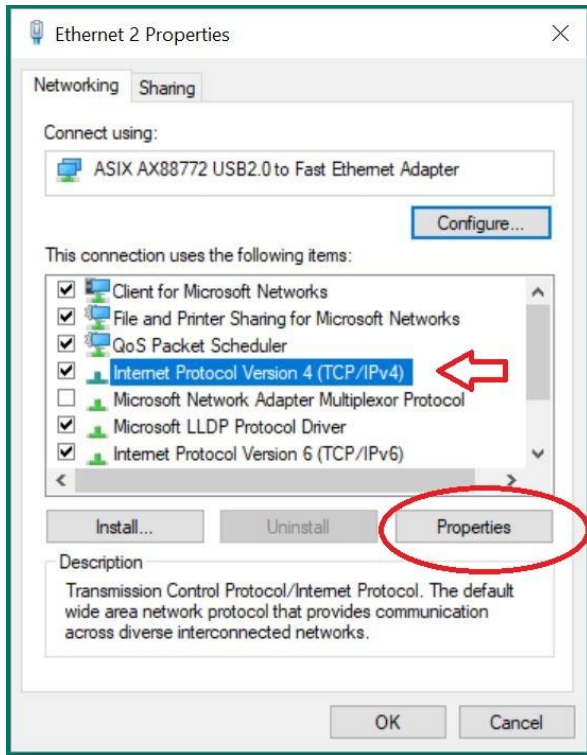 Ethernet 2 Properties
Networking Sharing
Connect using:
ASIX AX88772 USB2.0 to Fast Ethernet Adapter
Configure...
This connection uses the following items:
Client for Microsoft Networks
File and Printer Sharing for Microsoft Networks
QoS Packet Scheduler
Internet Protocol Version 4 (TCP/IPv4)
Microsoft Network Adapter Multiplexor Protocol
Microsoft LLDP Protocol Driver
Internet Protocol Version 6 (TCP/IPv6)
Install... Uninstall Properties
Description
Transmission Control Protocol/Internet Protocol. The default
wide area network protocol that provides communication
across diverse interconnected networks.
OK Cancel